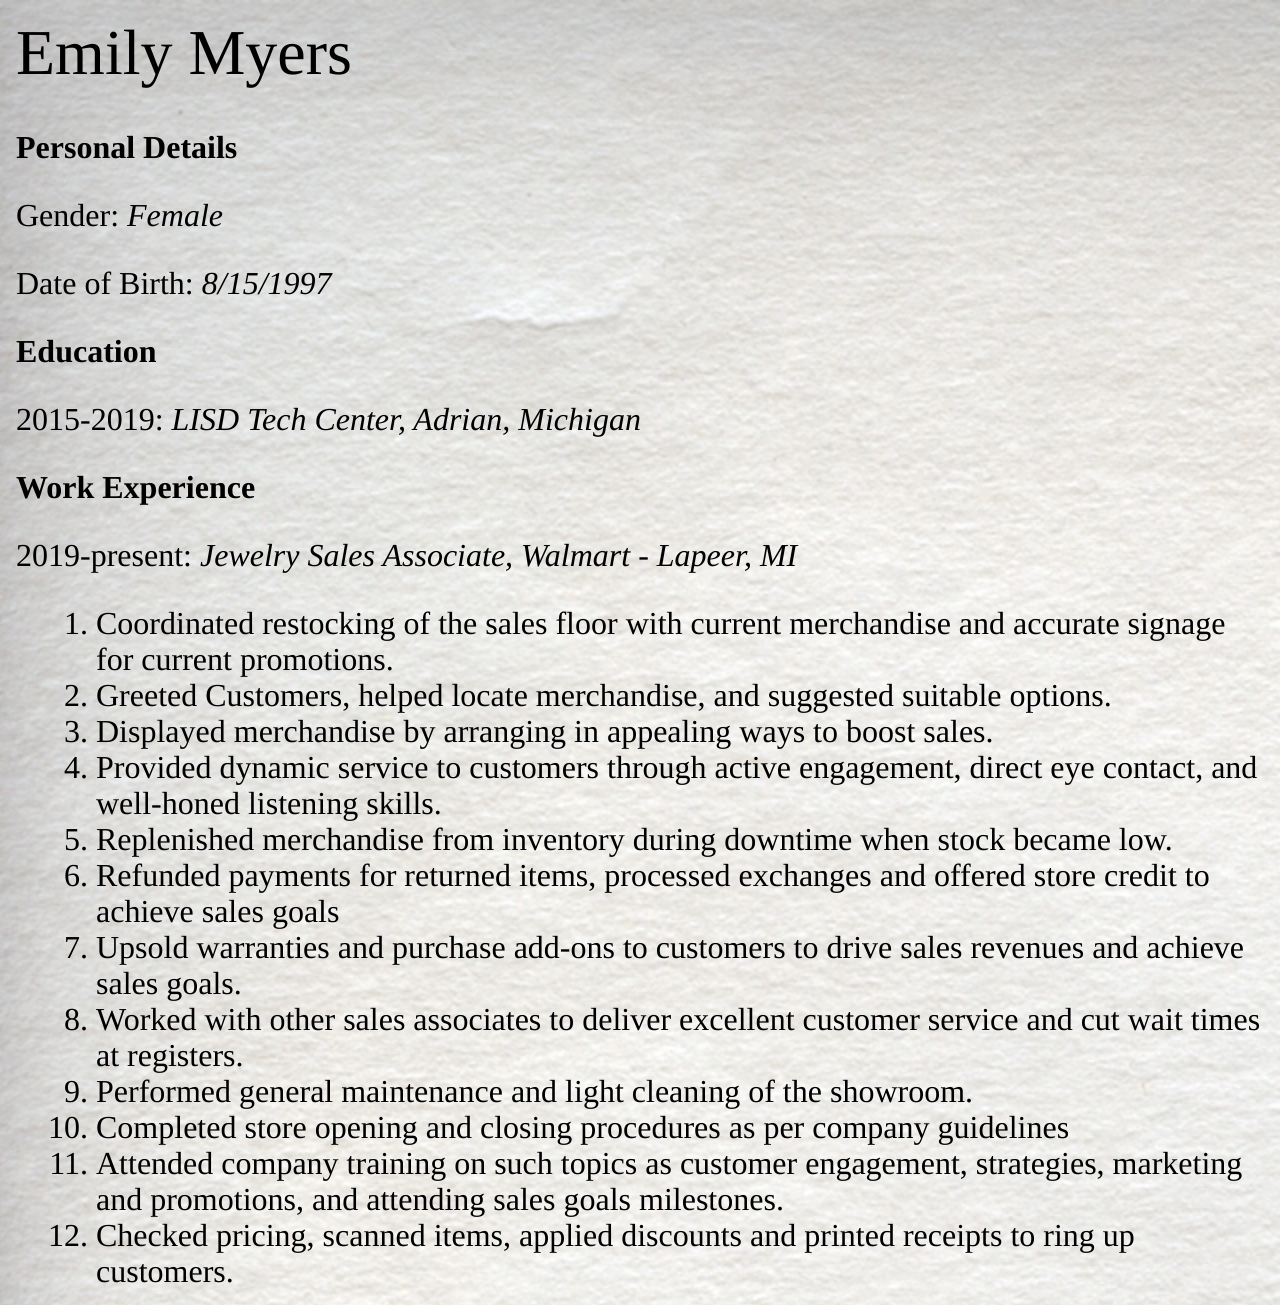 Emily Myers
Personal Details
Gender: Female
Date of Birth: 8/15/1997
Education
2015-2019: LISD Tech Center, Adrian, Michigan
Work Experience
2019-present: Jewelry Sales Associate, Walmart - Lapeer, MI
1. Coordinated restocking of the sales floor with current merchandise and accurate signage
for current promotions.
2. Greeted Customers, helped locate merchandise, and suggested suitable options.
3. Displayed merchandise by arranging in appealing ways to boost sales.
4. Provided dynamic service to customers through active engagement, direct eye contact, and
well-honed listening skills.
5. Replenished merchandise from inventory during downtime when stock became low.
6. Refunded payments for returned items, processed exchanges and offered store credit to
achieve sales goals
7. Upsold warranties and purchase add-ons to customers to drive sales revenues and achieve
sales goals.
8. Worked with other sales associates to deliver excellent customer service and cut wait times
at registers.
9. Performed general maintenance and light cleaning of the showroom.
10. Completed store opening and closing procedures as per company guidelines
11. Attended company training on such topics as customer engagement, strategies, marketing
and promotions, and attending sales goals milestones.
12. Checked pricing, scanned items, applied discounts and printed receipts to ring up
customers.